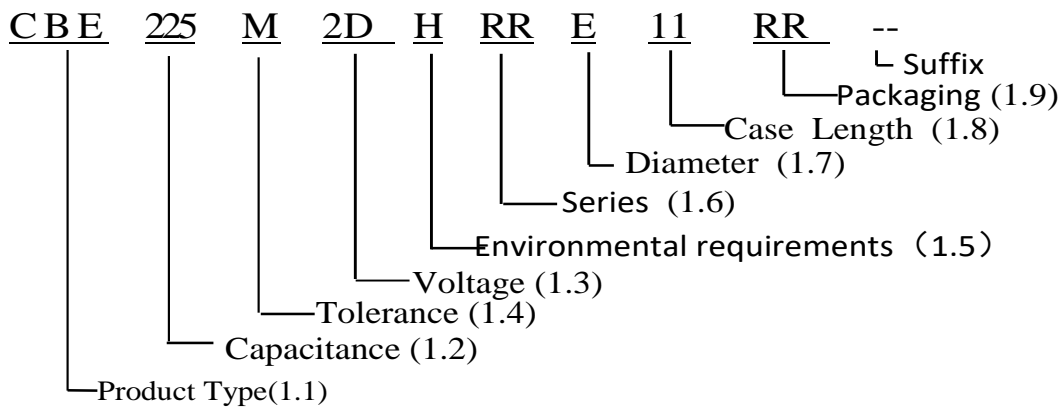 CBE 225 M 2D H RR E 11 RR --
Suffix
Packaging (1.9)
Case Length (1.8)
Diameter (1.7)
Series (1.6)
Environmental requirements（1.5）
Voltage (1.3)
Tolerance (1.4)
Capacitance (1.2)
Product Type(1.1)